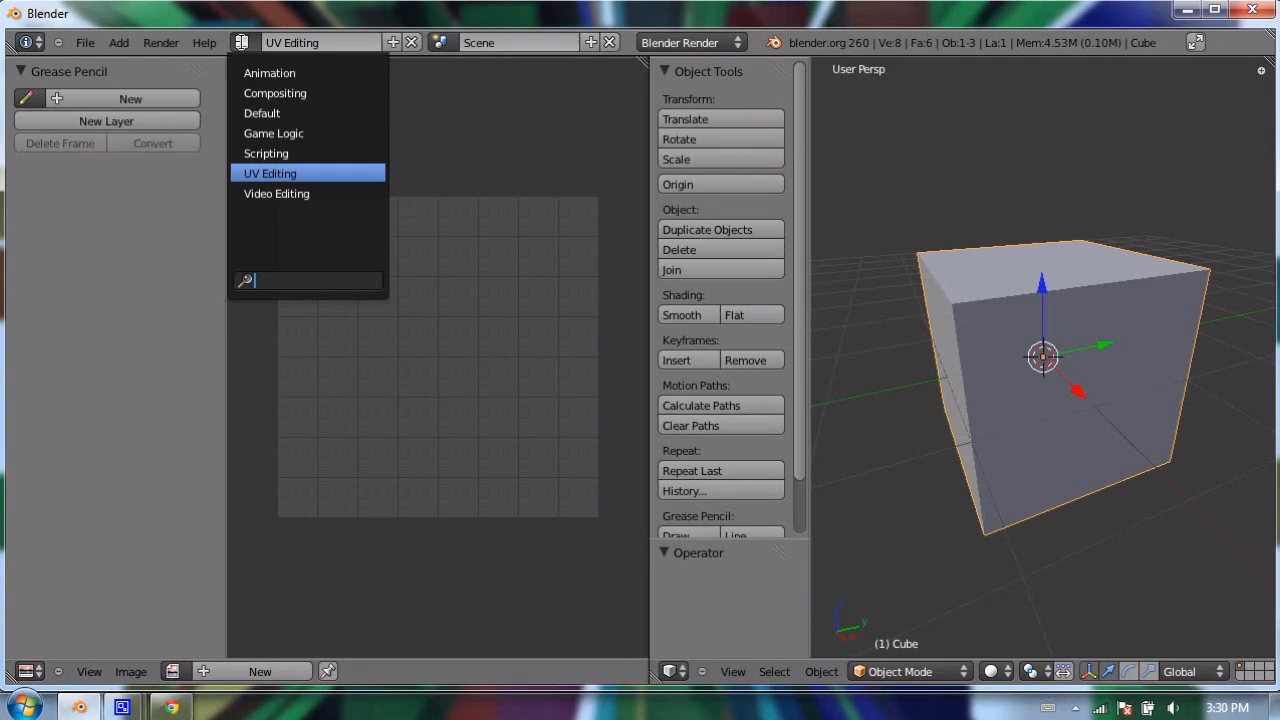 Blender
File Add Render Help UV Editing Scene Blender Render blender.org 260 | Ve:8 | Fa:6 | Ob:1-3 | La:1 | Mem:4.53M (0.10M) | Cube
Grease Pencil
New
New Layer
Delete Frame Convert
Animation
Compositing
Default
Game Logic
Scripting
UV Editing
Video Editing
Object Tools
Transform:
Translate
Rotate
Scale
Origin
Object:
Duplicate Objects
Delete
Join
Shading:
Smooth Flat
Keyframes:
Insert Remove
Motion Paths:
Calculate Paths
Clear Paths
Repeat:
Repeat Last
History...
Grease Pencil:
Draw Line
Operator
User Persp
z
y
x
(1) Cube
View Image New
View Select Object Object Mode Global
3:30 PM